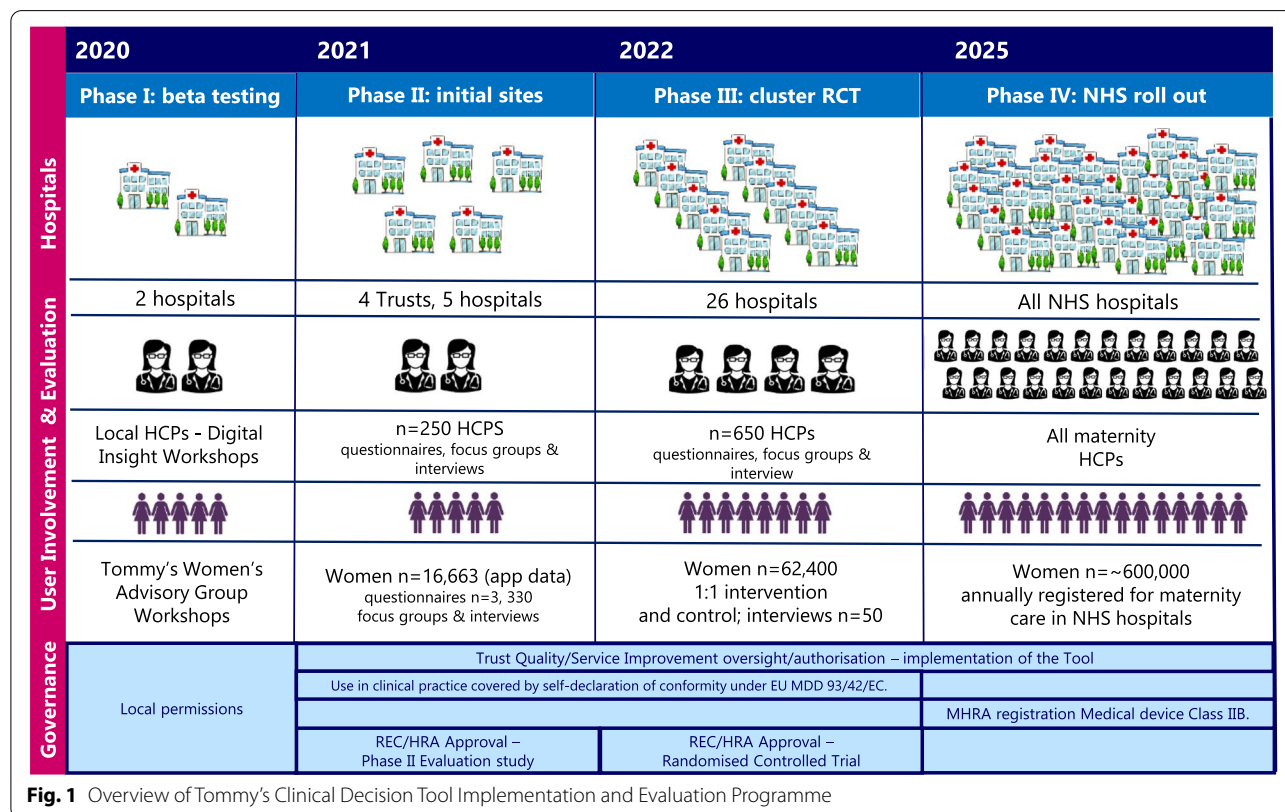 2020
2021
2022
2025
Phase I: beta testing
Phase II: initial sites
Phase III: cluster RCT
Phase IV: NHS roll out
Hospitals
2 hospitals
4 Trusts, 5 hospitals
26 hospitals
All NHS hospitals
User Involvement & Evaluation
Local HCPs - Digital
Insight Workshops
n=250 HCPS
questionnaires, focus groups &
interviews
n=650 HCPs
questionnaires, focus groups &
interview
All maternity
HCPs
Tommy's Women's
Advisory Group
Workshops
Women n=16,663 (app data)
questionnaires n=3, 330
focus groups & interviews
Women n=62,400
1:1 intervention
and control; interviews n=50
Women n=~600,000
annually registered for maternity
care in NHS hospitals
Governance
Local permissions
Trust Quality/Service Improvement oversight/authorisation – implementation of the Tool
Use in clinical practice covered by self-declaration of conformity under EU MDD 93/42/EC.
MHRA registration Medical device Class IIB.
REC/HRA Approval –
Phase II Evaluation study
REC/HRA Approval –
Randomised Controlled Trial
Fig. 1 Overview of Tommy's Clinical Decision Tool Implementation and Evaluation Programme